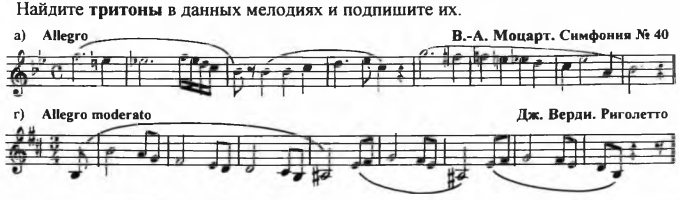 Найдите тритоны в данных мелодиях и подпишите их.
а) Allegro В.-А. Моцарт. Симфония № 40
г) Allegro moderato Дж. Верди. Риголетто